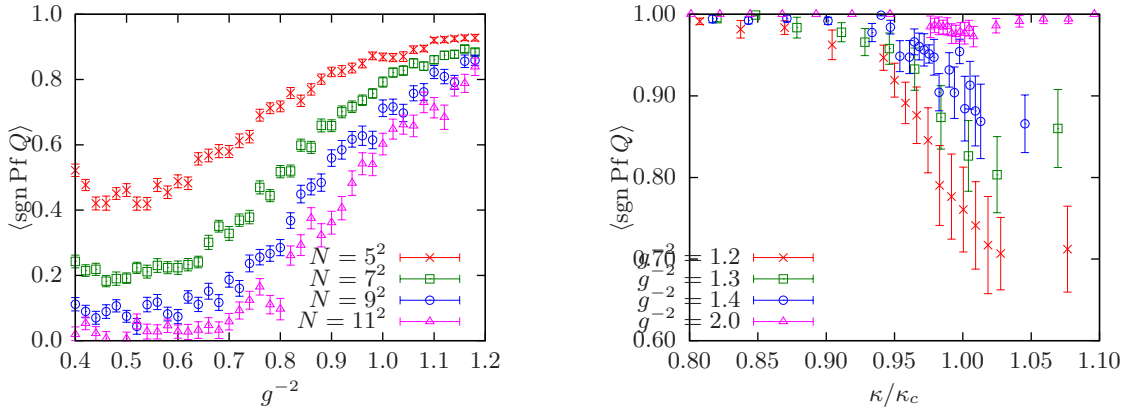 ⟨sgn Pf Q⟩
1.0
0.8
0.6
0.4
0.2
0.0
N = 5²
N = 7²
N = 9²
N = 11²
0.4 0.5 0.6 0.7 0.8 0.9 1.0 1.1 1.2
g⁻²
⟨sgn Pf Q⟩
1.00
0.90
0.80
0.70
0.60
g⁻² = 1.2
g⁻² = 1.3
g⁻² = 1.4
g⁻² = 2.0
0.80 0.85 0.90 0.95 1.00 1.05 1.10
κ/κ_c